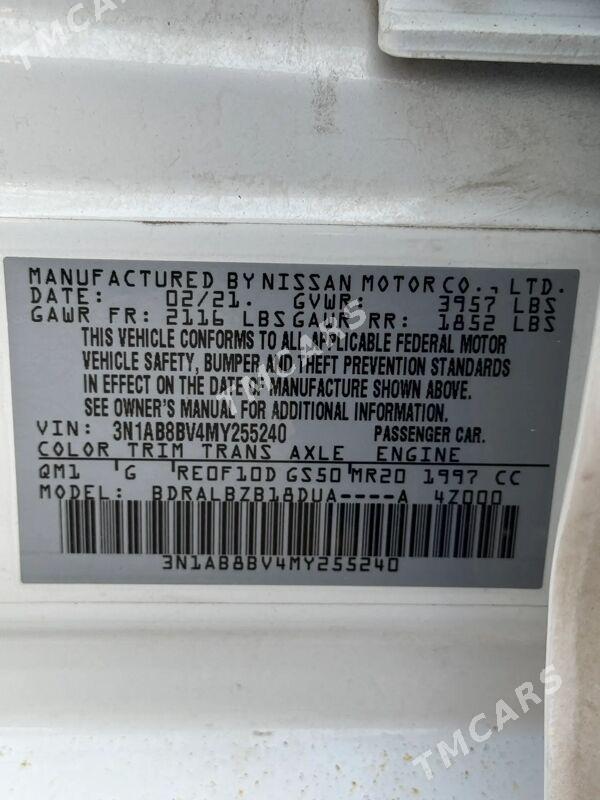 TMCARS
TMCARS
MANUFACTURED BY NISSAN MOTOR CO., LTD.
DATE: 02/21. GVWR: 3957 LBS
GAWR FR: 2116 LBS GAWR RR: 1852 LBS
THIS VEHICLE CONFORMS TO ALL APPLICABLE FEDERAL MOTOR
VEHICLE SAFETY, BUMPER AND THEFT PREVENTION STANDARDS
IN EFFECT ON THE DATE OF MANUFACTURE SHOWN ABOVE.
SEE OWNER'S MANUAL FOR ADDITIONAL INFORMATION.
VIN: 3N1AB8BV4MY255240 PASSENGER CAR.
COLOR TRIM TRANS AXLE ENGINE
QM1 G RE0F10D GS50 MR20 1997 CC
MODEL: BDRALBZB18DUA----A 4Z000
3N1AB8BV4MY255240
TMCARS
TMCARS